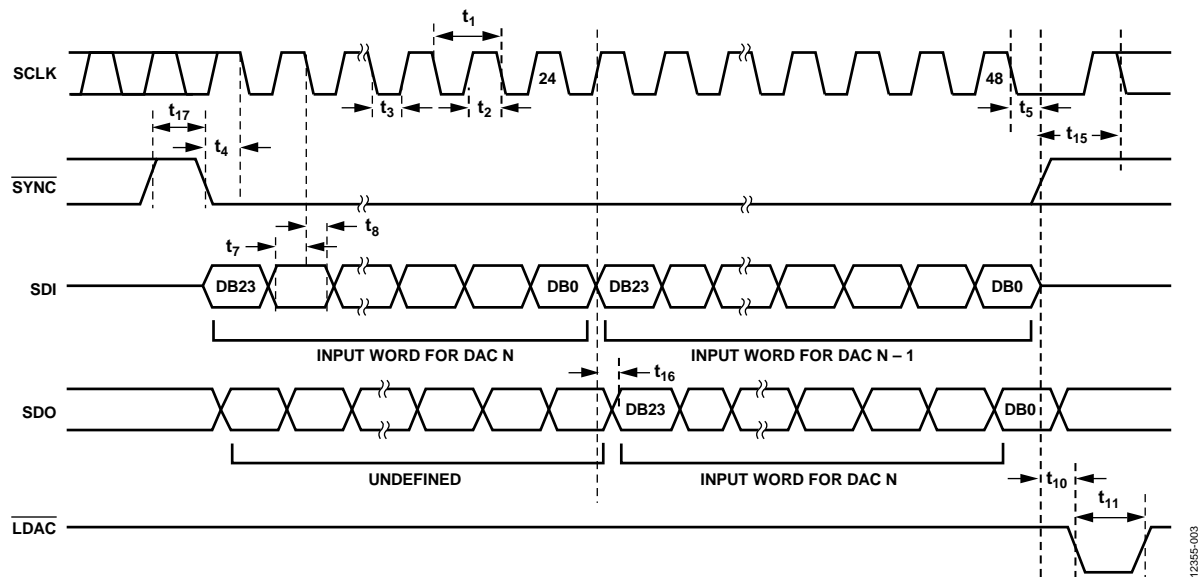 t1
SCLK
24
48
t3
t2
t5
t17
t4
t15
SYNC
t7
t8
SDI
DB23
DB0
DB23
DB0
INPUT WORD FOR DAC N
INPUT WORD FOR DAC N – 1
t16
SDO
DB23
DB0
UNDEFINED
INPUT WORD FOR DAC N
t10
t11
LDAC
12355-003